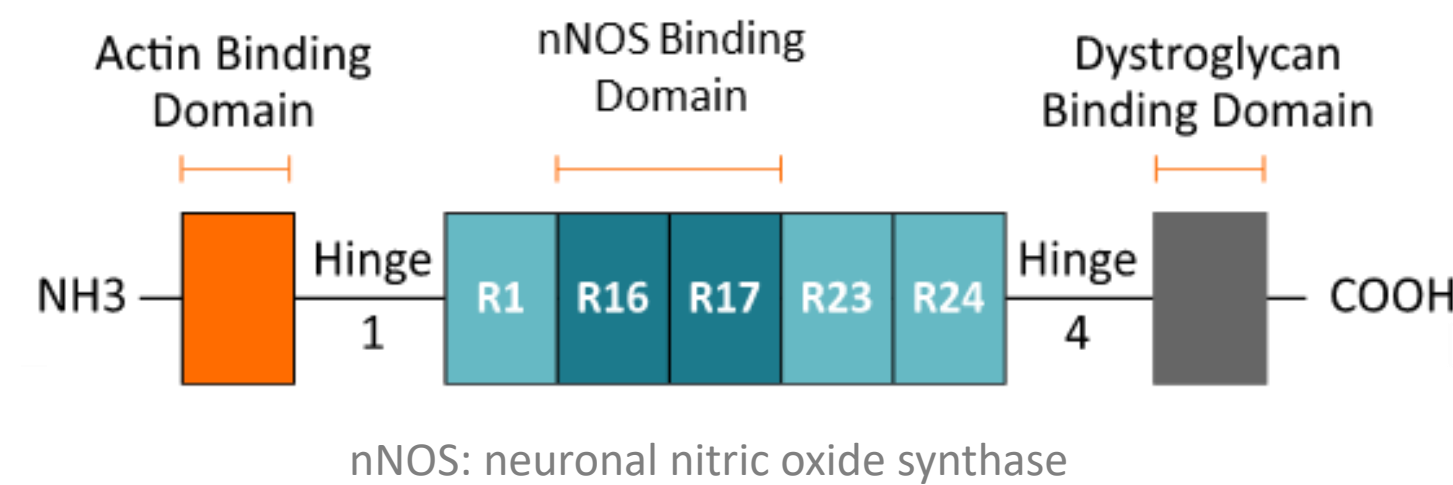 Actin Binding
Domain
nNOS Binding
Domain
Dystroglycan
Binding Domain
NH3
Hinge
1
R1
R16
R17
R23
R24
Hinge
4
COOH
nNOS: neuronal nitric oxide synthase